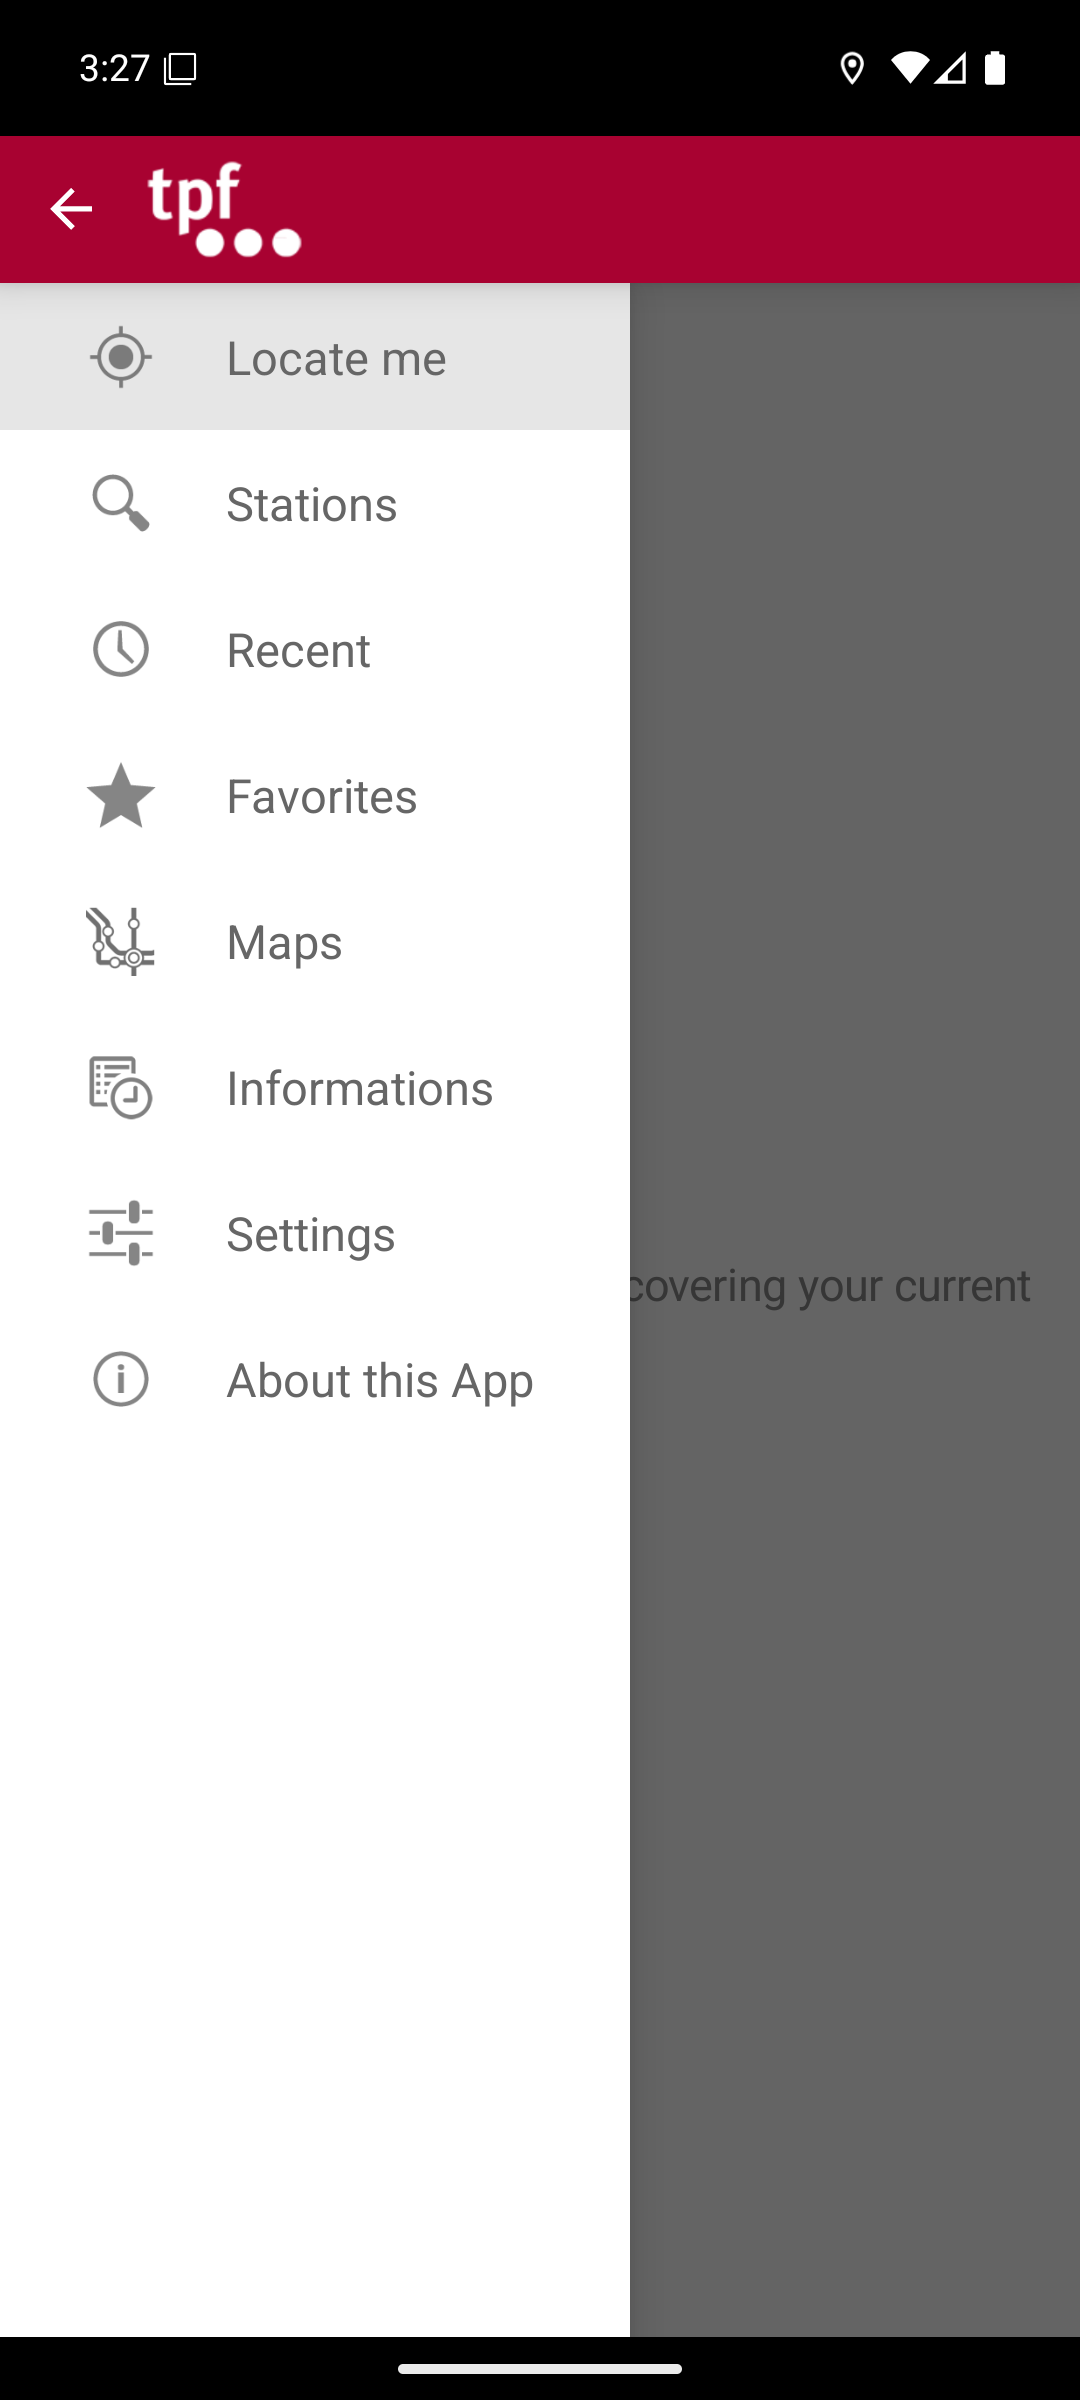 3:27
tpf
Locate me
Stations
Recent
Favorites
Maps
Informations
Settings
covering your current
About this App